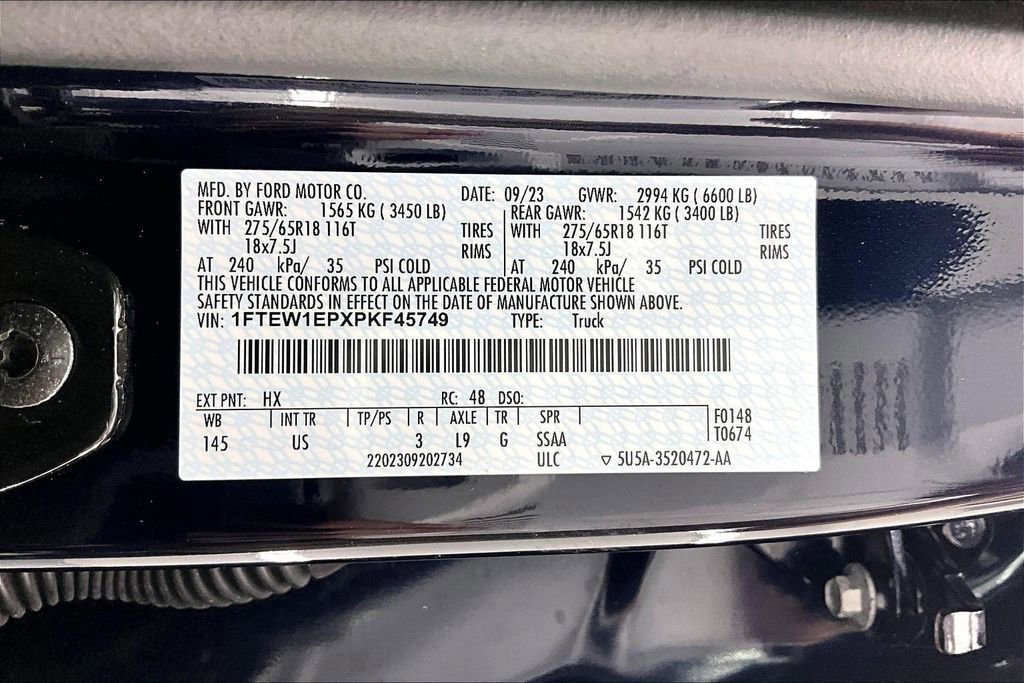 MFD. BY FORD MOTOR CO. DATE: 09/23 GVWR: 2994 KG ( 6600 LB)
FRONT GAWR: 1565 KG ( 3450 LB) REAR GAWR: 1542 KG ( 3400 LB)
WITH 275/65R18 116T TIRES WITH 275/65R18 116T TIRES
18x7.5J RIMS 18x7.5J RIMS
AT 240 kPa/ 35 PSI COLD AT 240 kPa/ 35 PSI COLD
THIS VEHICLE CONFORMS TO ALL APPLICABLE FEDERAL MOTOR VEHICLE
SAFETY STANDARDS IN EFFECT ON THE DATE OF MANUFACTURE SHOWN ABOVE.
VIN: 1FTEW1EPXPKF45749 TYPE: Truck
EXT PNT: HX RC: 48 DSO:
WB INT TR TP/PS R AXLE TR SPR F0148
145 US 3 L9 G SSAA T0674
2202309202734 ULC ▽ 5U5A-3520472-AA